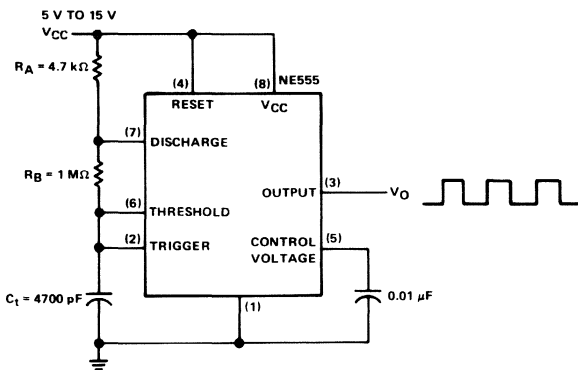 5 V TO 15 V
VCC
RA = 4.7 kΩ
(4)
(8)
NE555
RESET
VCC
(7)
DISCHARGE
RB = 1 MΩ
(3)
OUTPUT
VO
(6)
THRESHOLD
(2)
TRIGGER
CONTROL
VOLTAGE
(5)
Ct = 4700 pF
(1)
0.01 μF